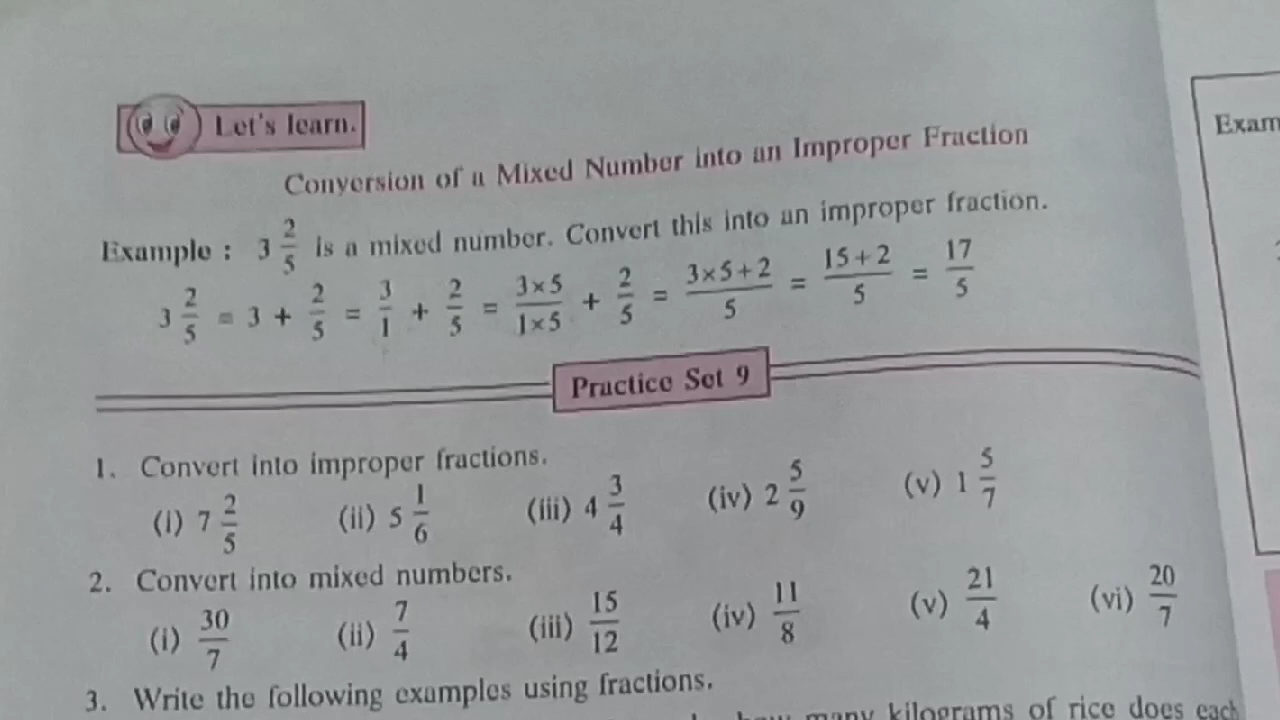 Let's learn.
Conversion of a Mixed Number into an Improper Fraction
Example : 3 2/5 is a mixed number. Convert this into an improper fraction.
3 2/5 = 3 + 2/5 = 3/1 + 2/5 = 3×5/1×5 + 2/5 = 3×5+2/5 = 15+2/5 = 17/5
Practice Set 9
1. Convert into improper fractions.
(i) 7 2/5 (ii) 5 1/6 (iii) 4 3/4 (iv) 2 5/9 (v) 1 5/7
2. Convert into mixed numbers.
(i) 30/7 (ii) 7/4 (iii) 15/12 (iv) 11/8 (v) 21/4 (vi) 20/7
3. Write the following examples using fractions.
how many kilograms of rice does each
Exam